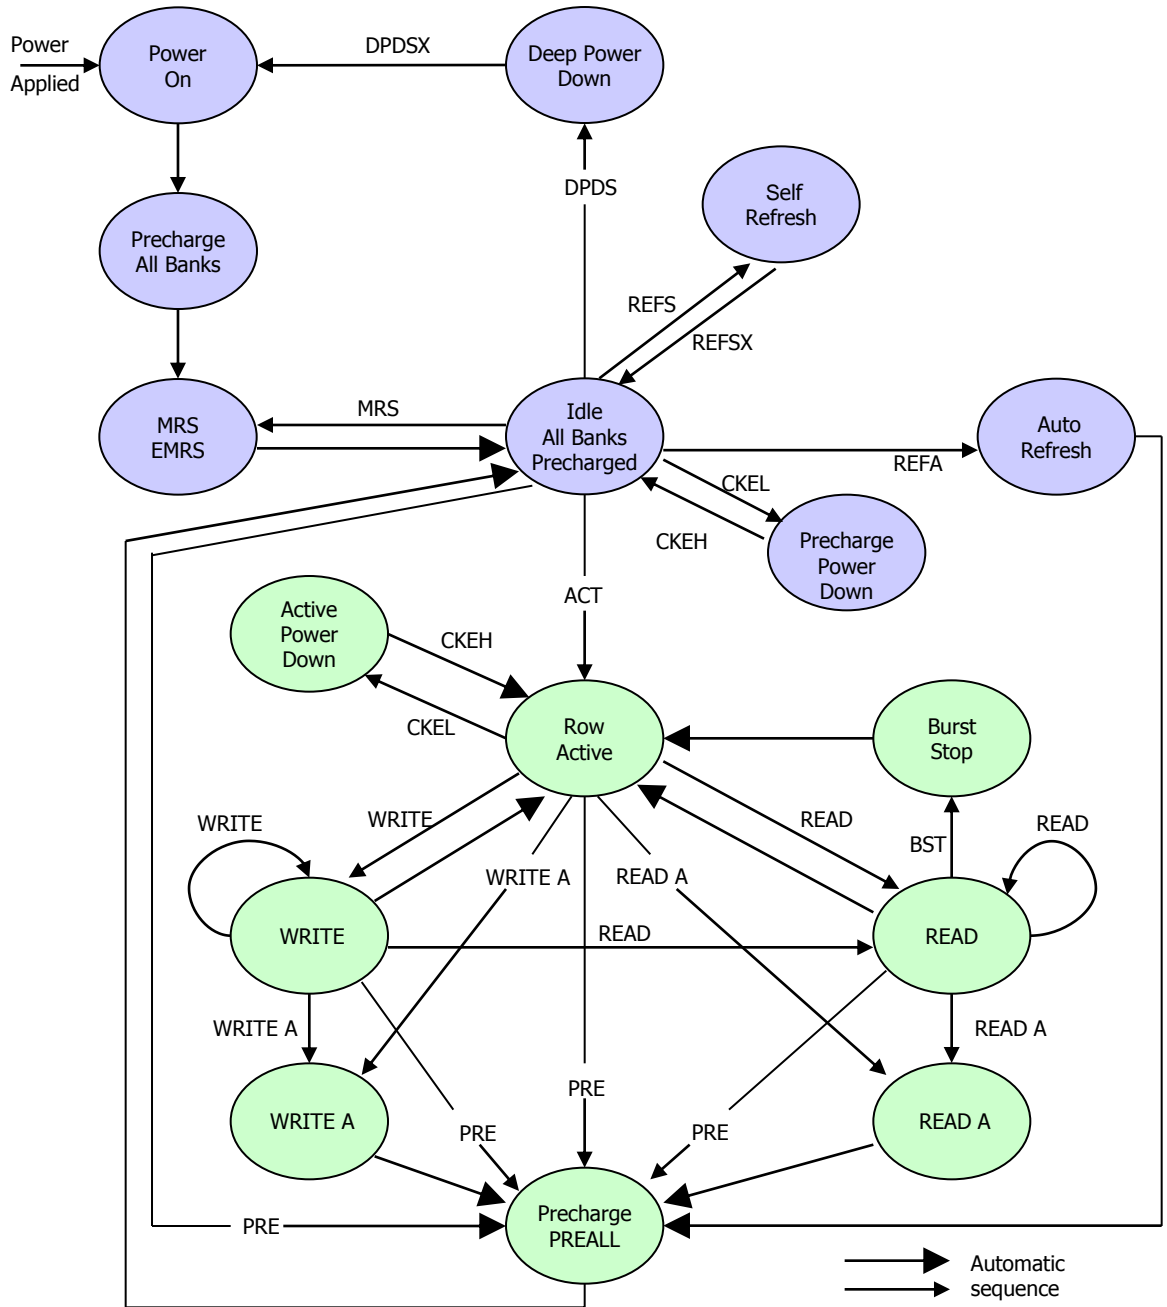 Power
Applied
Power
On
DPDSX
Deep Power
Down
DPDS
Self
Refresh
Precharge
All Banks
REFS
REFSX
MRS
EMRS
MRS
Idle
All Banks
Precharged
REFA
Auto
Refresh
CKEL
CKEH
Precharge
Power
Down
ACT
Active
Power
Down
CKEH
CKEL
Row
Active
Burst
Stop
WRITE
WRITE
READ
BST
READ
WRITE A
READ A
WRITE
READ
READ
WRITE A
READ A
WRITE A
PRE
PRE
PRE
READ A
PRE
Precharge
PREALL
Automatic
sequence